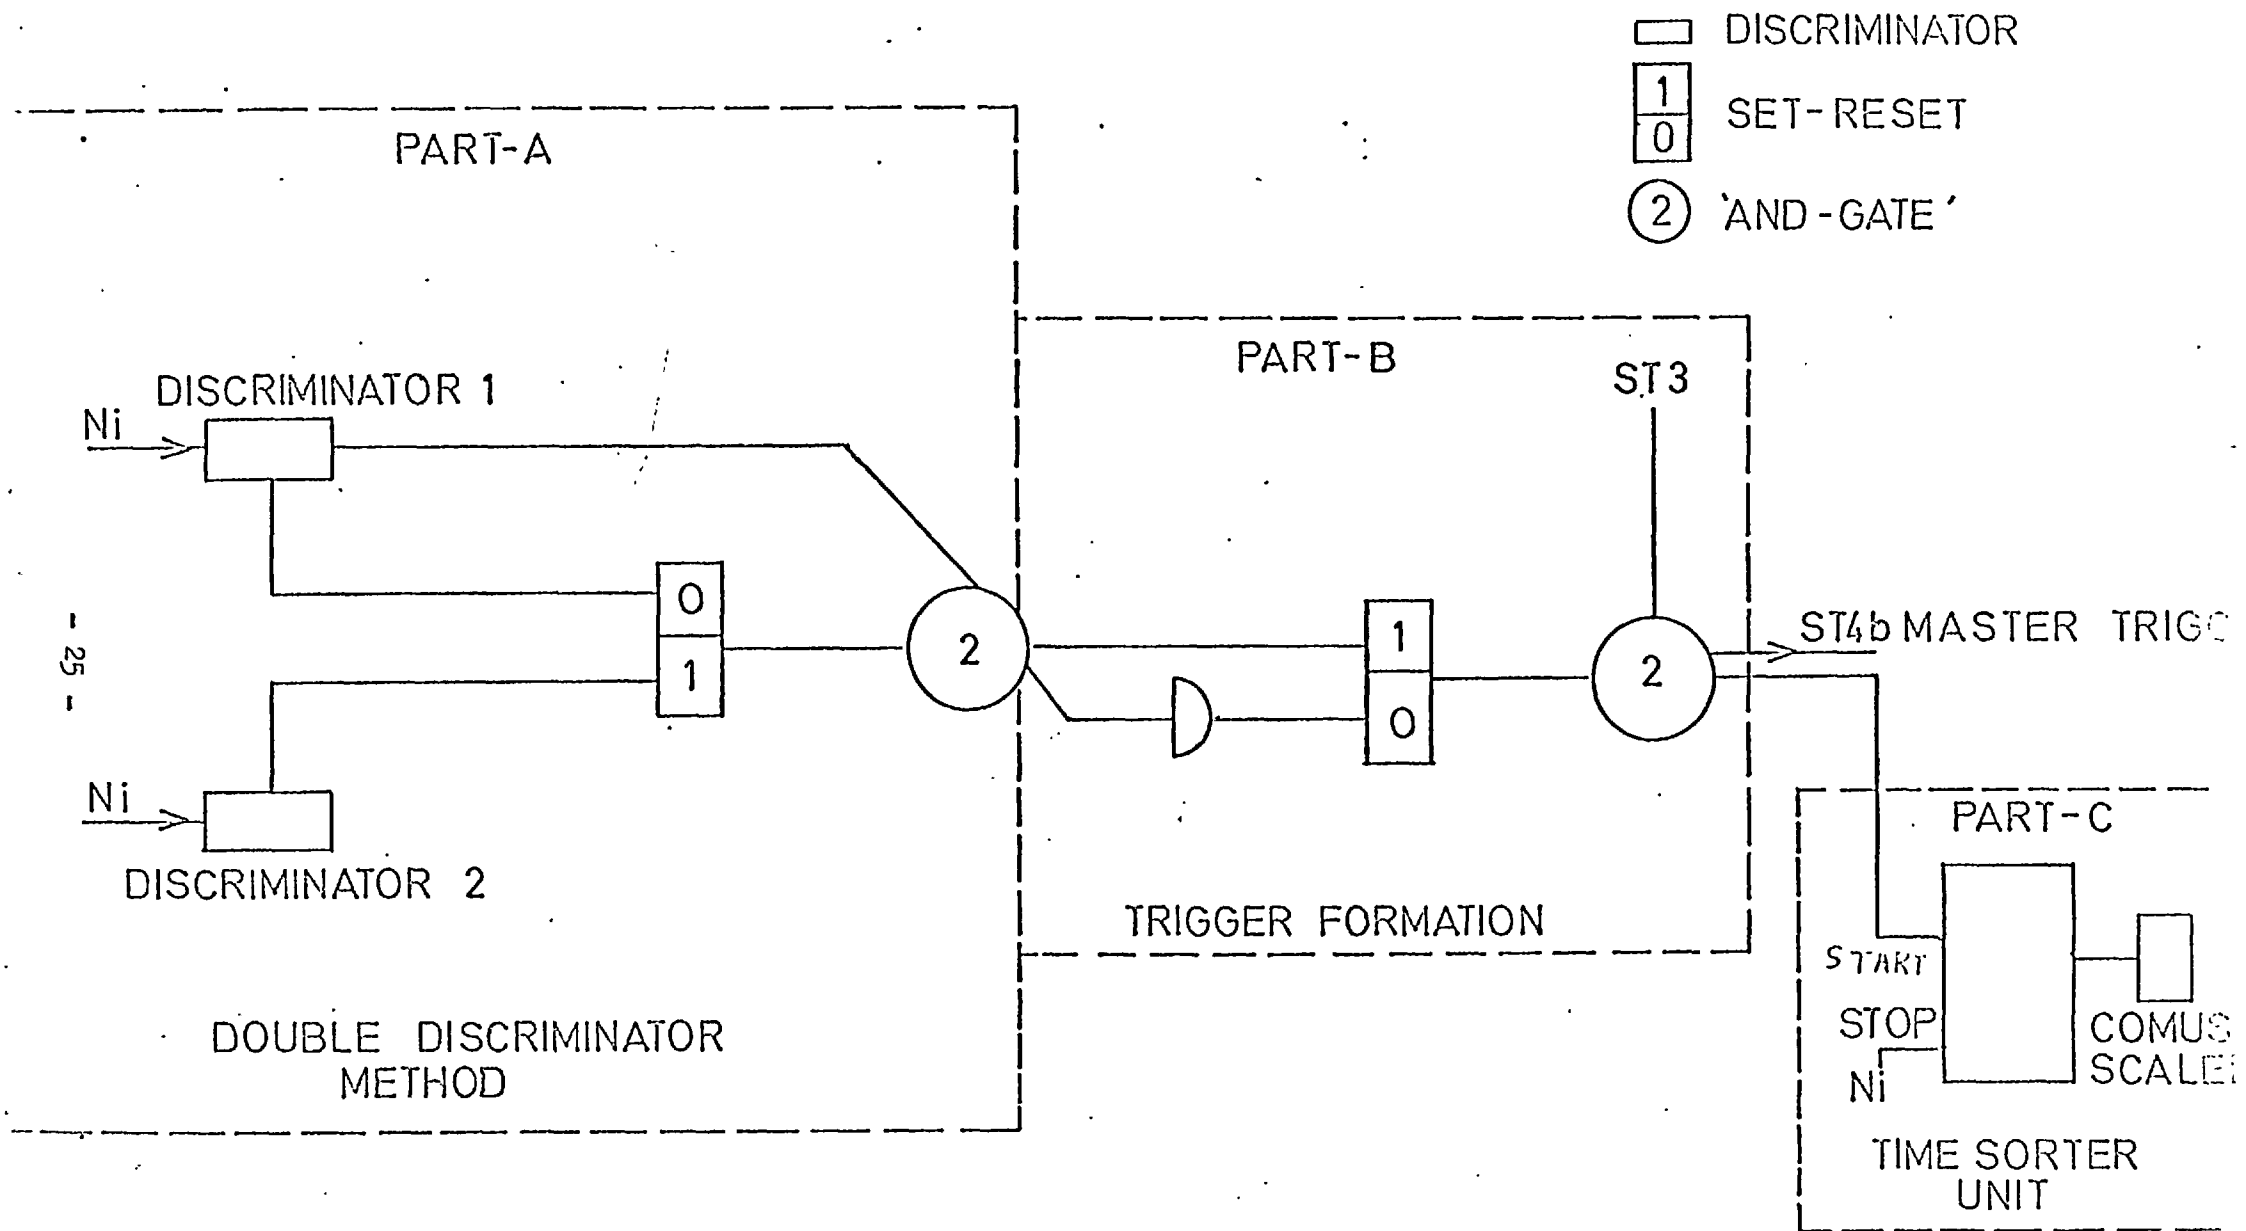 DISCRIMINATOR
1
0
SET-RESET
2
'AND-GATE'
PART-A
DISCRIMINATOR 1
Ni
0
1
2
Ni
DISCRIMINATOR 2
DOUBLE DISCRIMINATOR
METHOD
PART-B
ST3
1
0
2
TRIGGER FORMATION
ST4b MASTER
PART-C
START
STOP
Ni
TIME SORTER
UNIT
- 25 -